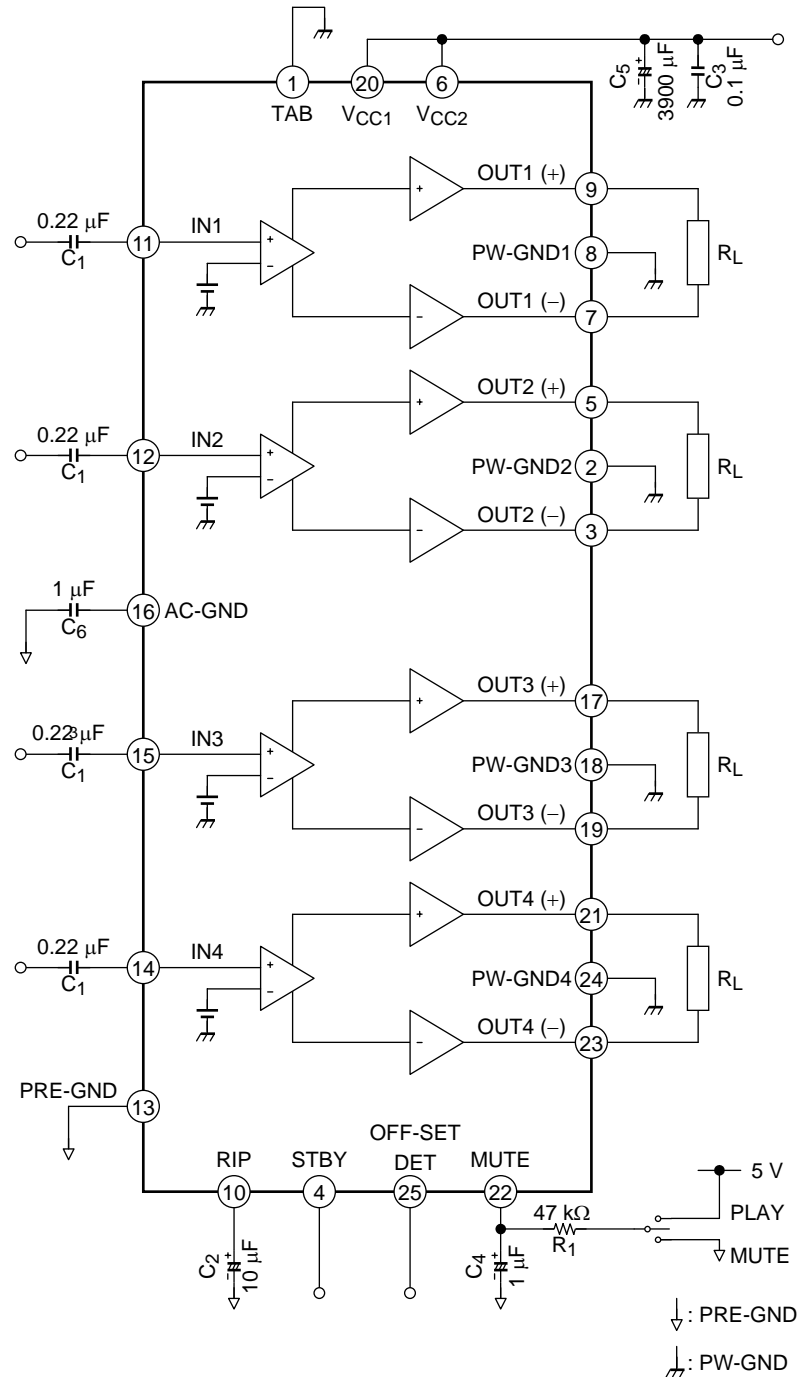 1
20
6
TAB
VCC1
VCC2
C5
3900 µF
C3
0.1 µF
OUT1 (+)
9
0.22 µF
C1
11
IN1
+
−
+
−
PW-GND1
8
RL
OUT1 (−)
7
OUT2 (+)
5
0.22 µF
C1
12
IN2
+
−
+
−
PW-GND2
2
RL
OUT2 (−)
3
1 µF
C6
16
AC-GND
OUT3 (+)
17
0.223 µF
C1
15
IN3
+
−
+
−
PW-GND3
18
RL
OUT3 (−)
19
OUT4 (+)
21
0.22 µF
C1
14
IN4
+
−
+
−
PW-GND4
24
RL
OUT4 (−)
23
PRE-GND
13
RIP
STBY
OFF-SET
DET
MUTE
10
4
25
22
C2
10 µF
C4
1 µF
47 kΩ
R1
5 V
PLAY
MUTE
: PRE-GND
: PW-GND